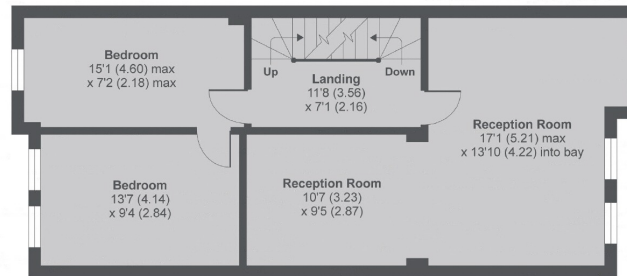 Bedroom
15'1 (4.60) max
x 7'2 (2.18) max
Up
Down
Landing
11'8 (3.56)
x 7'1 (2.16)
Reception Room
17'1 (5.21) max
x 13'10 (4.22) into bay
Bedroom
13'7 (4.14)
x 9'4 (2.84)
Reception Room
10'7 (3.23)
x 9'5 (2.87)